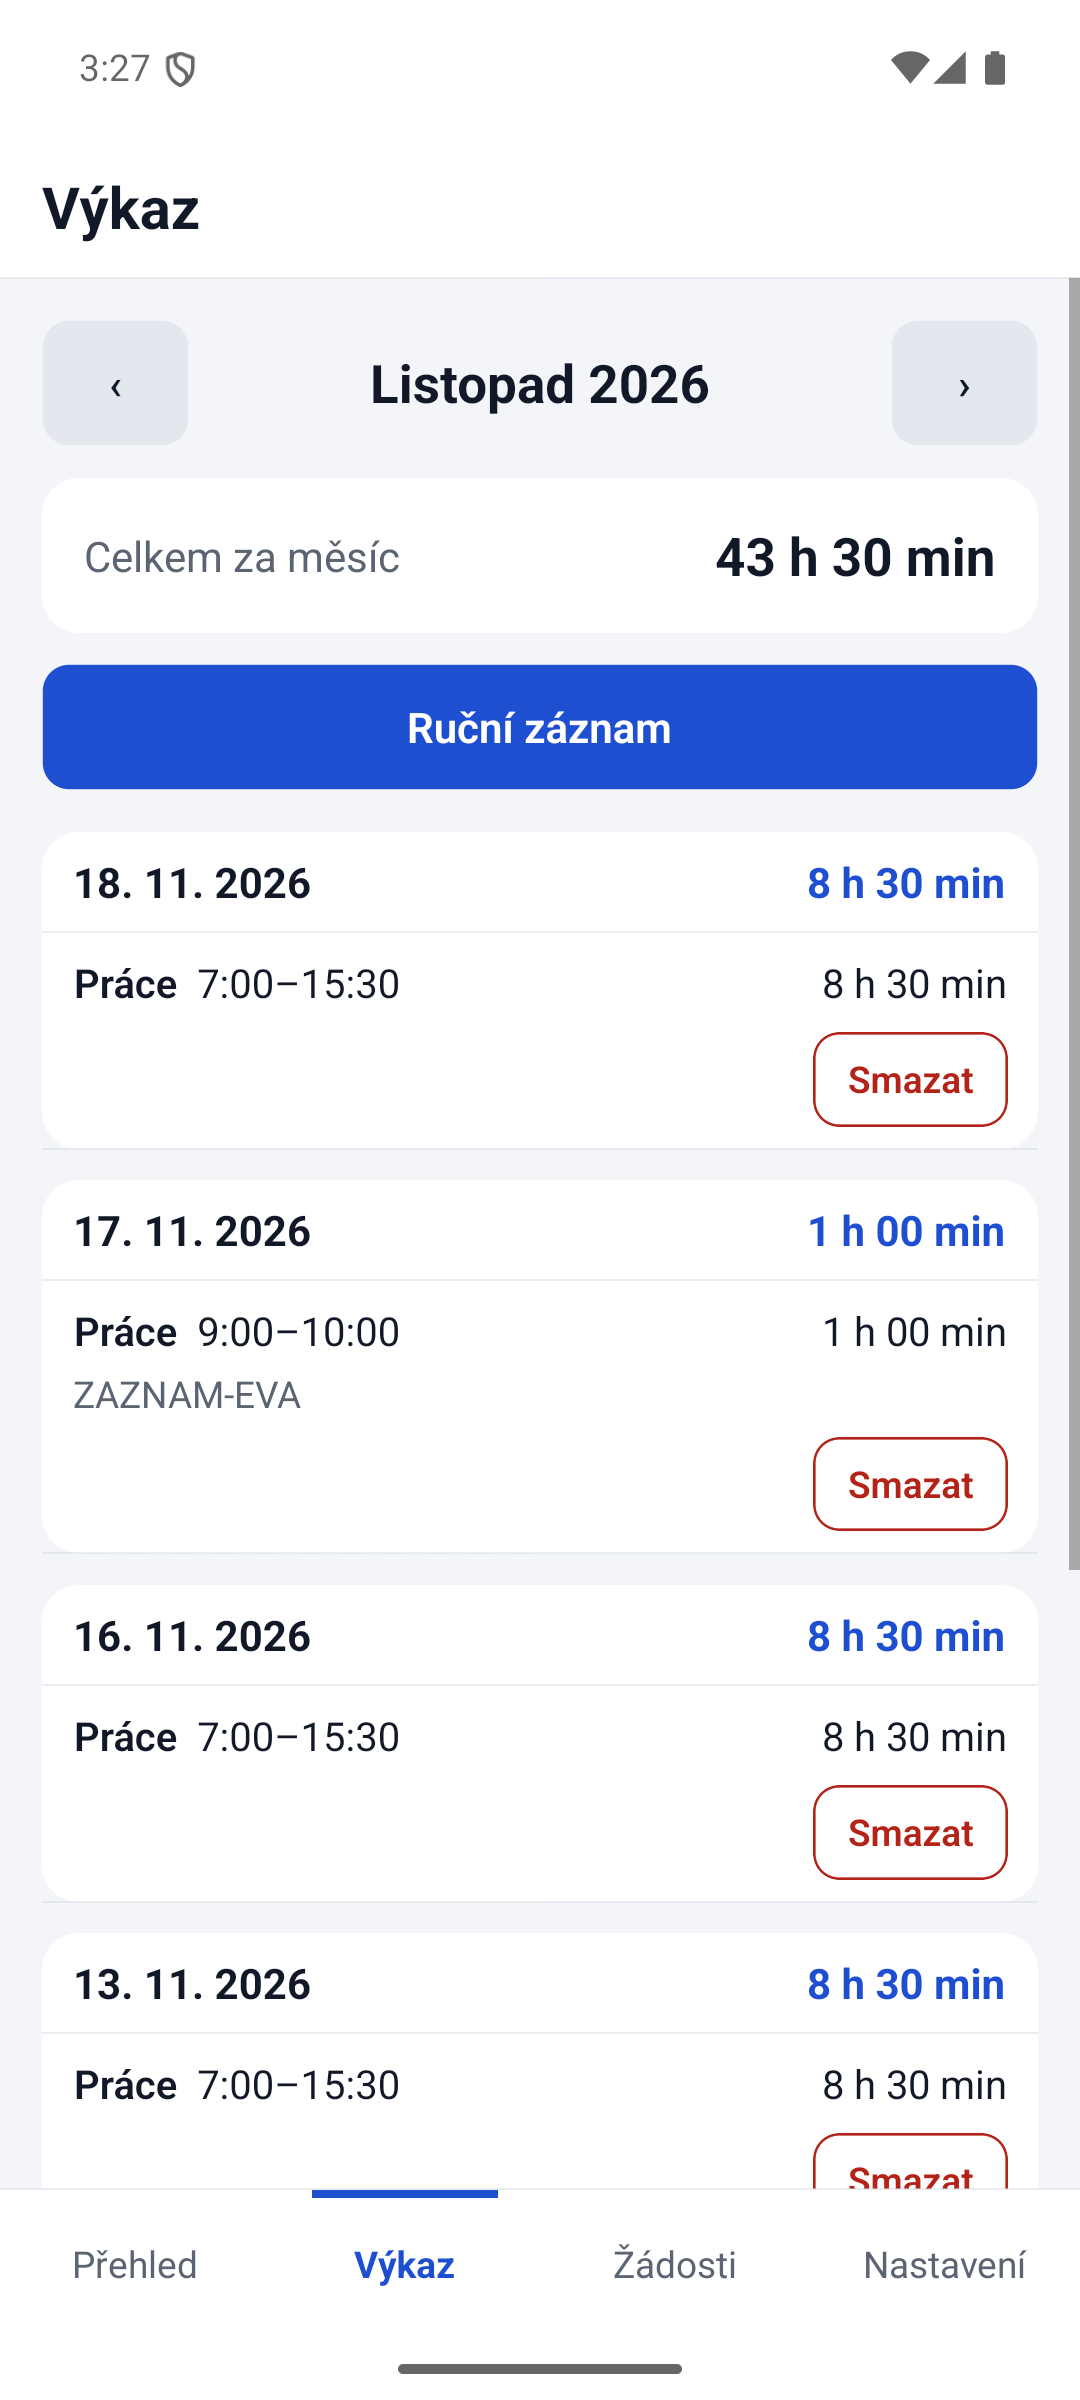 3:27
Výkaz
‹ Listopad 2026 ›
Celkem za měsíc 43 h 30 min
Ruční záznam
18. 11. 2026 8 h 30 min
Práce 7:00–15:30 8 h 30 min
Smazat
17. 11. 2026 1 h 00 min
Práce 9:00–10:00 1 h 00 min
ZAZNAM-EVA
Smazat
16. 11. 2026 8 h 30 min
Práce 7:00–15:30 8 h 30 min
Smazat
13. 11. 2026 8 h 30 min
Práce 7:00–15:30 8 h 30 min
Smazat
Přehled Výkaz Žádosti Nastavení